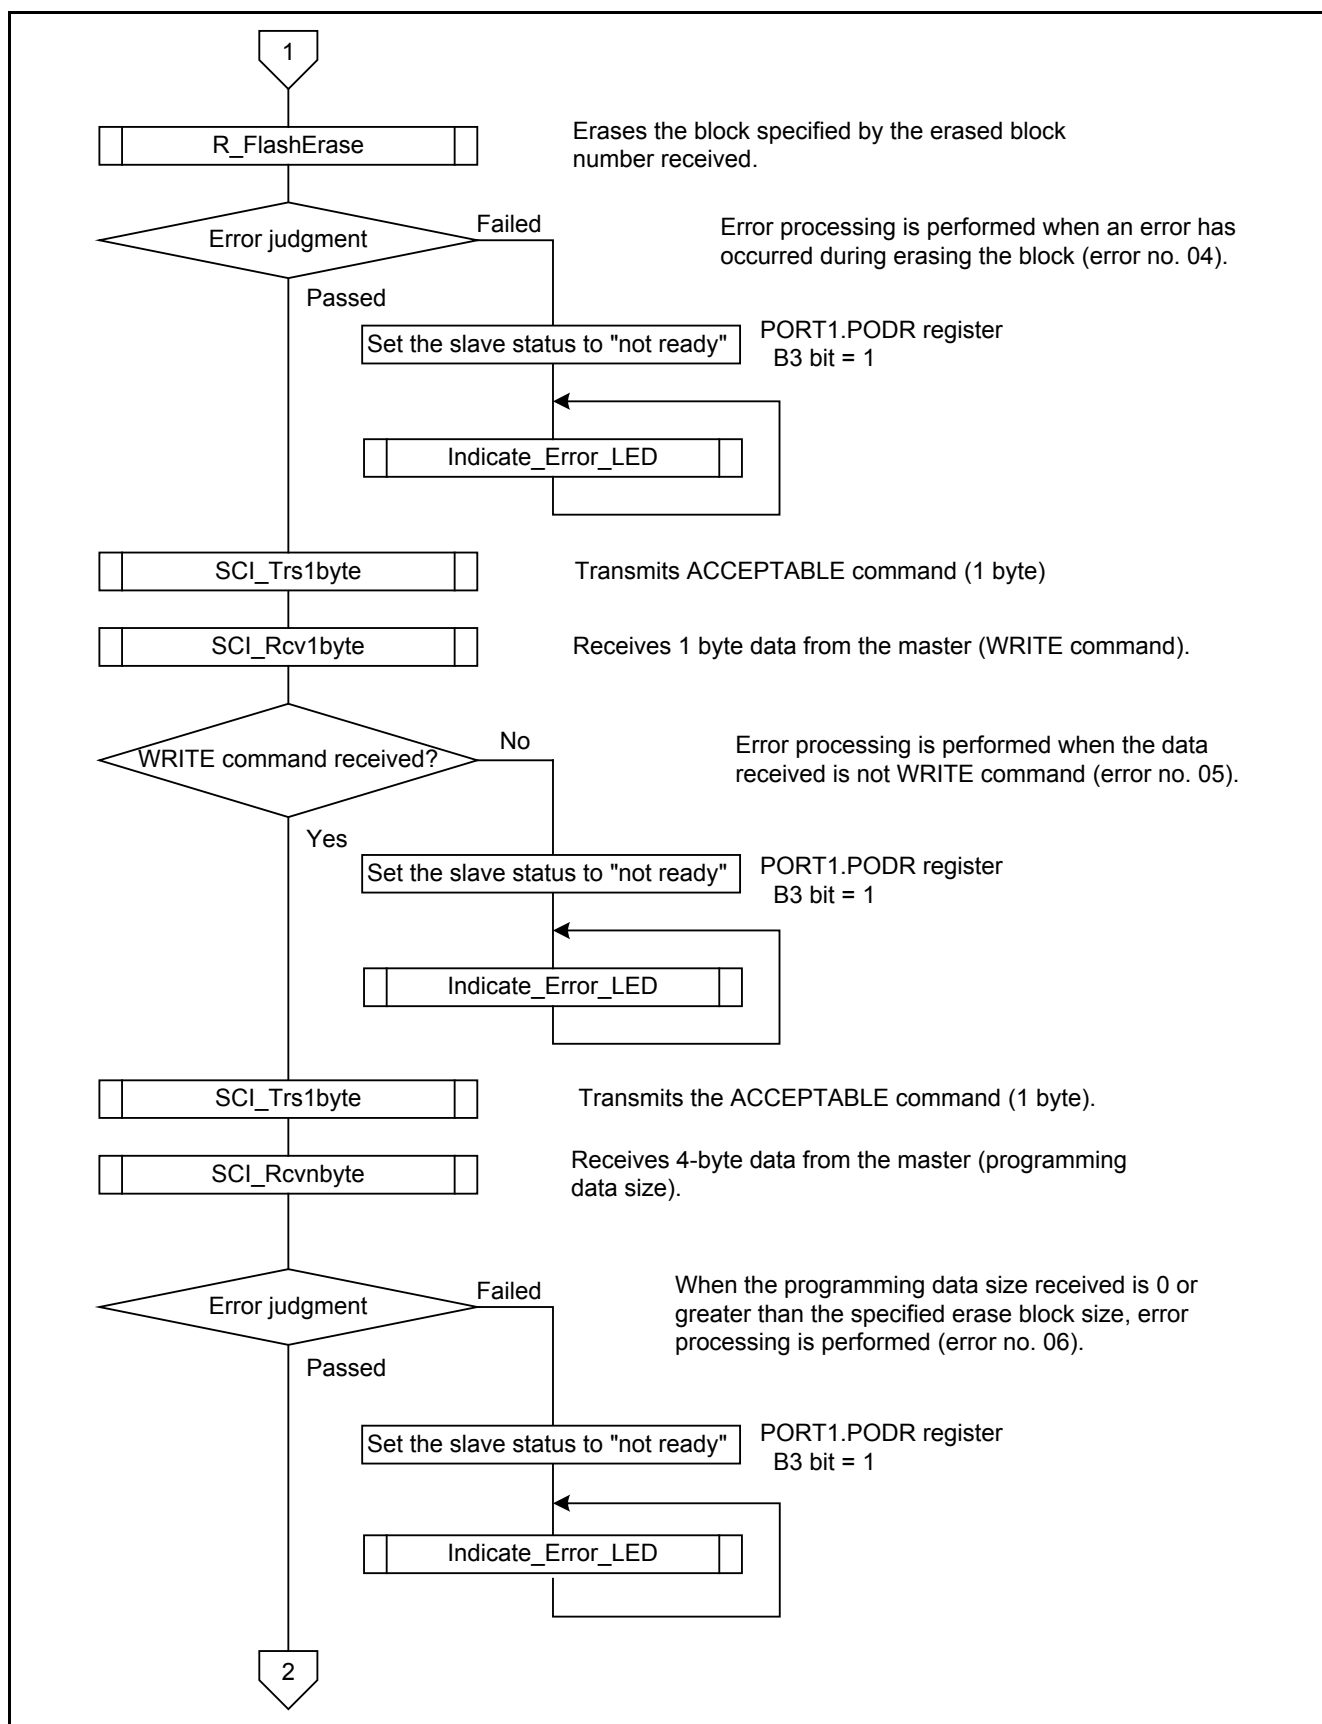 1
R_FlashErase
Erases the block specified by the erased block
number received.
Error judgment
Failed
Error processing is performed when an error has
occurred during erasing the block (error no. 04).
Passed
Set the slave status to "not ready"
PORT1.PODR register
B3 bit = 1
Indicate_Error_LED
SCI_Trs1byte
Transmits ACCEPTABLE command (1 byte)
SCI_Rcv1byte
Receives 1 byte data from the master (WRITE command).
WRITE command received?
No
Error processing is performed when the data
received is not WRITE command (error no. 05).
Yes
Set the slave status to "not ready"
PORT1.PODR register
B3 bit = 1
Indicate_Error_LED
SCI_Trs1byte
Transmits the ACCEPTABLE command (1 byte).
SCI_Rcvnbyte
Receives 4-byte data from the master (programming
data size).
Error judgment
Failed
When the programming data size received is 0 or
greater than the specified erase block size, error
processing is performed (error no. 06).
Passed
Set the slave status to "not ready"
PORT1.PODR register
B3 bit = 1
Indicate_Error_LED
2